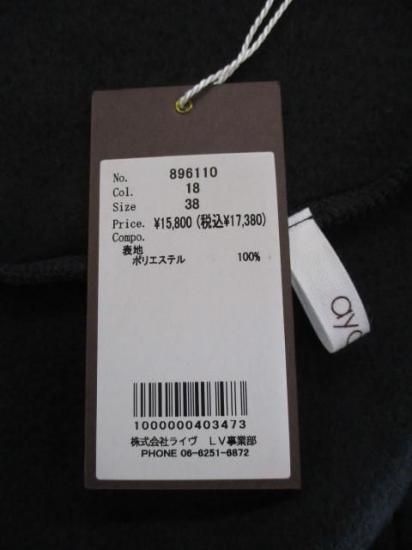 No. 896110
Col. 18
Size 38
Price. ¥15,800(税込¥17,380)
Compo.
表地
ポリエステル 100%
1000000403473
株式会社ライヴ LV事業部
PHONE 06-6251-6872